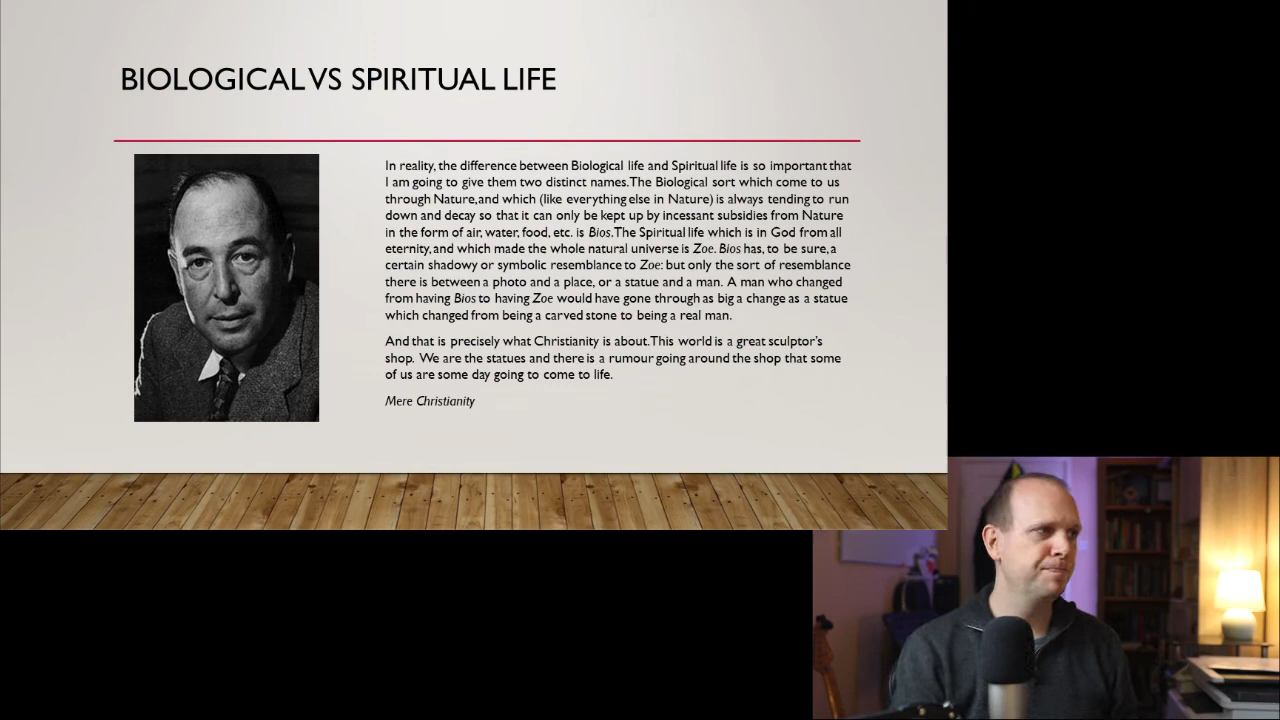 BIOLOGICAL VS SPIRITUAL LIFE
In reality, the difference between Biological life and Spiritual life is so important that
I am going to give them two distinct names. The Biological sort which come to us
through Nature, and which (like everything else in Nature) is always tending to run
down and decay so that it can only be kept up by incessant subsidies from Nature
in the form of air, water, food, etc. is Bios. The Spiritual life which is in God from all
eternity, and which made the whole natural universe is Zoe. Bios has, to be sure, a
certain shadowy or symbolic resemblance to Zoe: but only the sort of resemblance
there is between a photo and a place, or a statue and a man. A man who changed
from having Bios to having Zoe would have gone through as big a change as a statue
which changed from being a carved stone to being a real man.
And that is precisely what Christianity is about. This world is a great sculptor's
shop. We are the statues and there is a rumour going around the shop that some
of us are some day going to come to life.
Mere Christianity